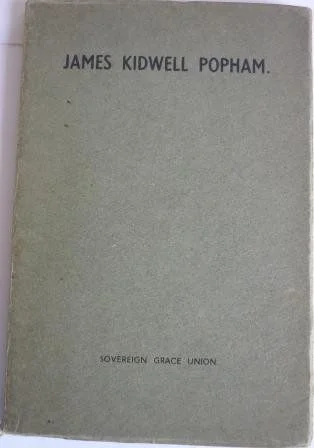 JAMES KIDWELL POPHAM.
SOVEREIGN GRACE UNION